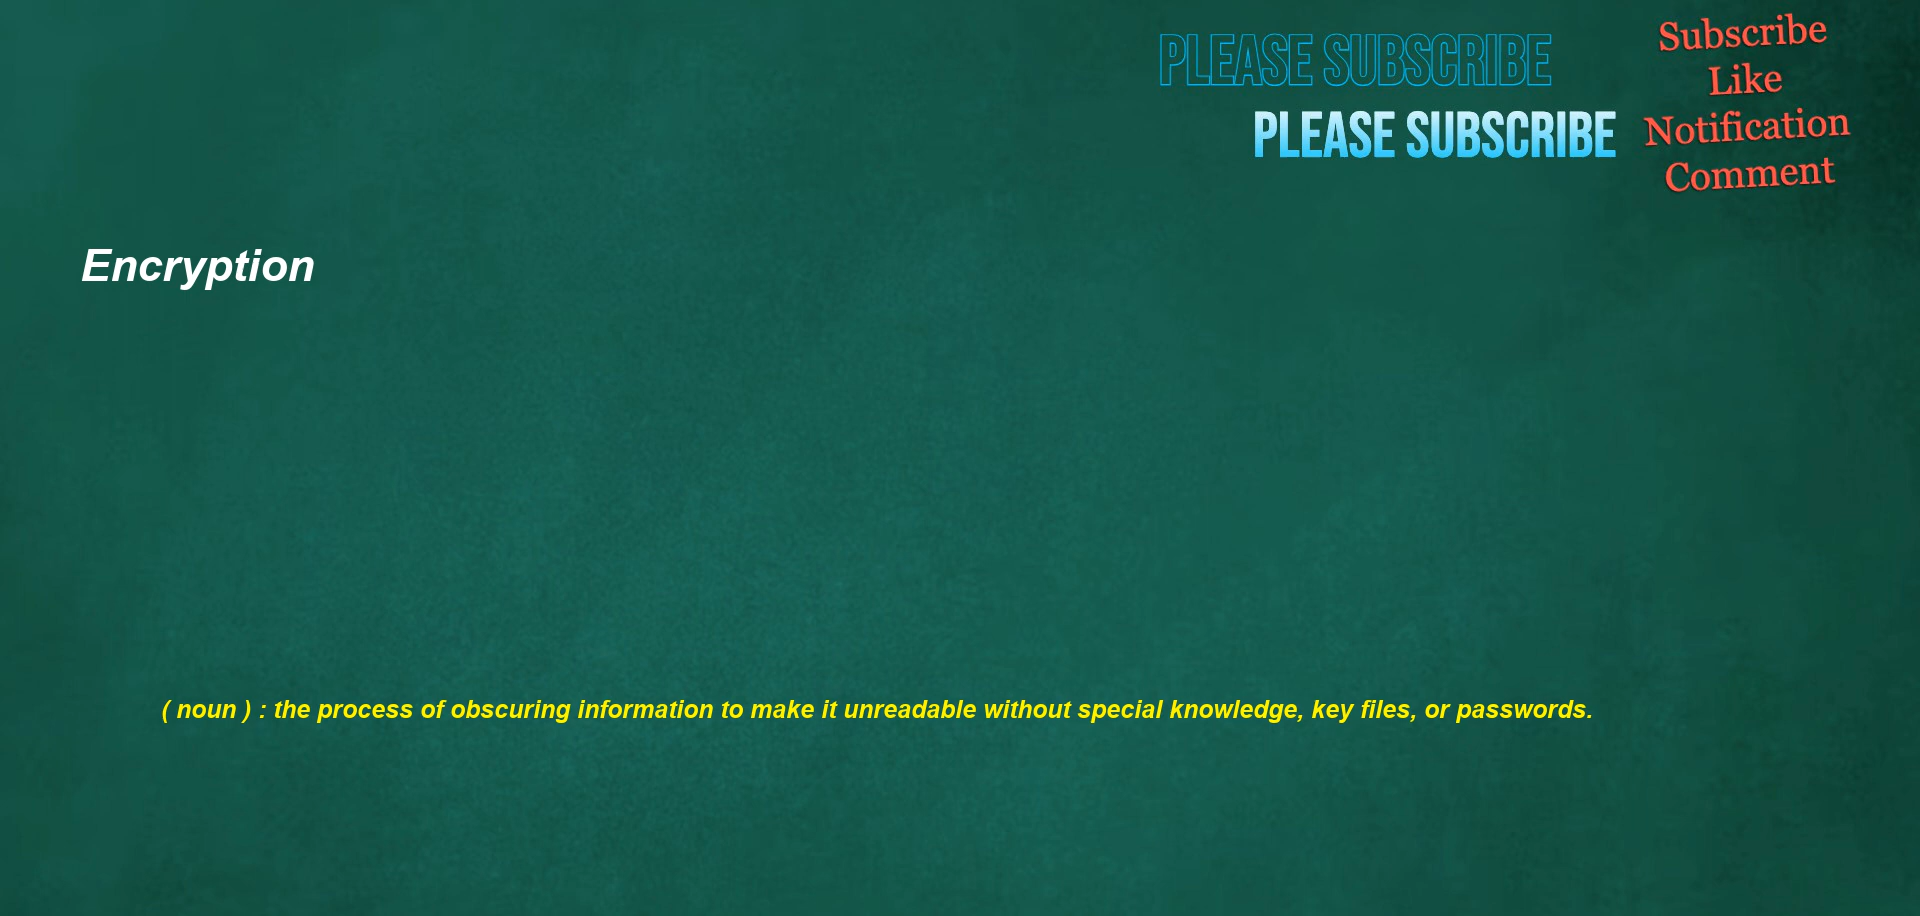 PLEASE SUBSCRIBE
PLEASE SUBSCRIBE
Subscribe
Like
Notification
Comment
Encryption
( noun ) : the process of obscuring information to make it unreadable without special knowledge, key files, or passwords.